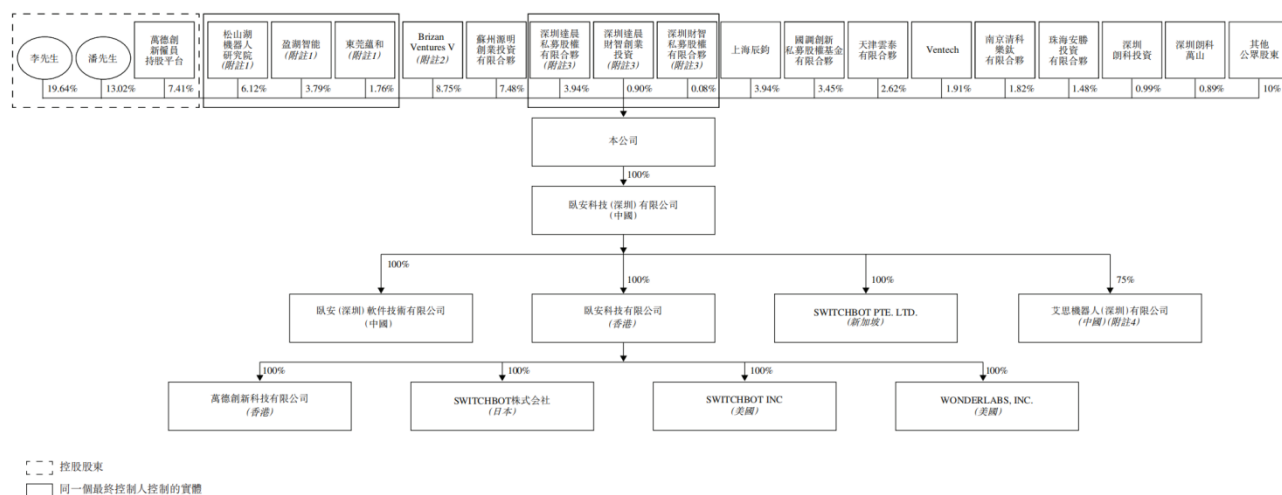 李先生
潘先生
萬德創
新僱員
持股平台
松山湖
機器人
研究院
(附註1)
盈湖智能
(附註1)
東莞蘊和
(附註1)
Brizan
Ventures V
(附註2)
蘇州源明
創業投資
有限合夥
深圳達晨
私募股權
有限合夥
(附註3)
深圳達晨
財智創業
投資
(附註3)
深圳財智
私募股權
有限合夥
(附註3)
上海辰鈞
國調創新
私募股權基金
有限合夥
天津雲泰
有限合夥
Ventech
南京清科
樂鈦
有限合夥
珠海安勝
投資有限
合夥
深圳
朗科投資
深圳朗科
萬山
其他
公眾股東
19.64%
13.02%
7.41%
6.12%
3.79%
1.76%
8.75%
7.48%
3.94%
0.90%
0.08%
3.94%
3.45%
2.62%
1.91%
1.82%
1.48%
0.99%
0.89%
10%
本公司
100%
臥安科技(深圳)有限公司
(中國)
100%
100%
100%
75%
臥安(深圳)軟件技術有限公司
(中國)
臥安科技有限公司
(香港)
SWITCHBOT PTE. LTD.
(新加坡)
艾思機器人(深圳)有限公司
(中國)(附註4)
100%
100%
100%
100%
萬德創新科技有限公司
(香港)
SWITCHBOT株式会社
(日本)
SWITCHBOT INC
(美國)
WONDERLABS, INC.
(美國)
控股股東
同一個最終控制人控制的實體